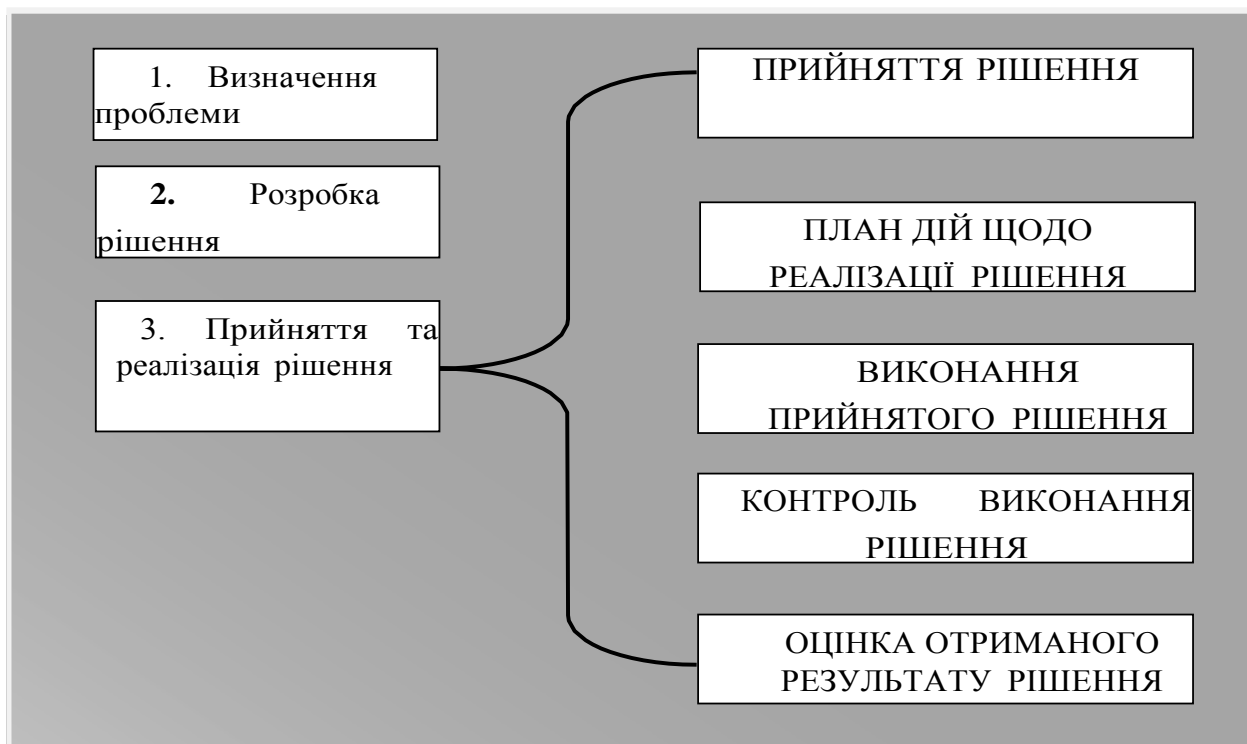 1. Визначення
проблеми
2. Розробка
рішення
3. Прийняття та
реалізація рішення
ПРИЙНЯТТЯ РІШЕННЯ
ПЛАН ДІЙ ЩОДО
РЕАЛІЗАЦІЇ РІШЕННЯ
ВИКОНАННЯ
ПРИЙНЯТОГО РІШЕННЯ
КОНТРОЛЬ ВИКОНАННЯ
РІШЕННЯ
ОЦІНКА ОТРИМАНОГО
РЕЗУЛЬТАТУ РІШЕННЯ